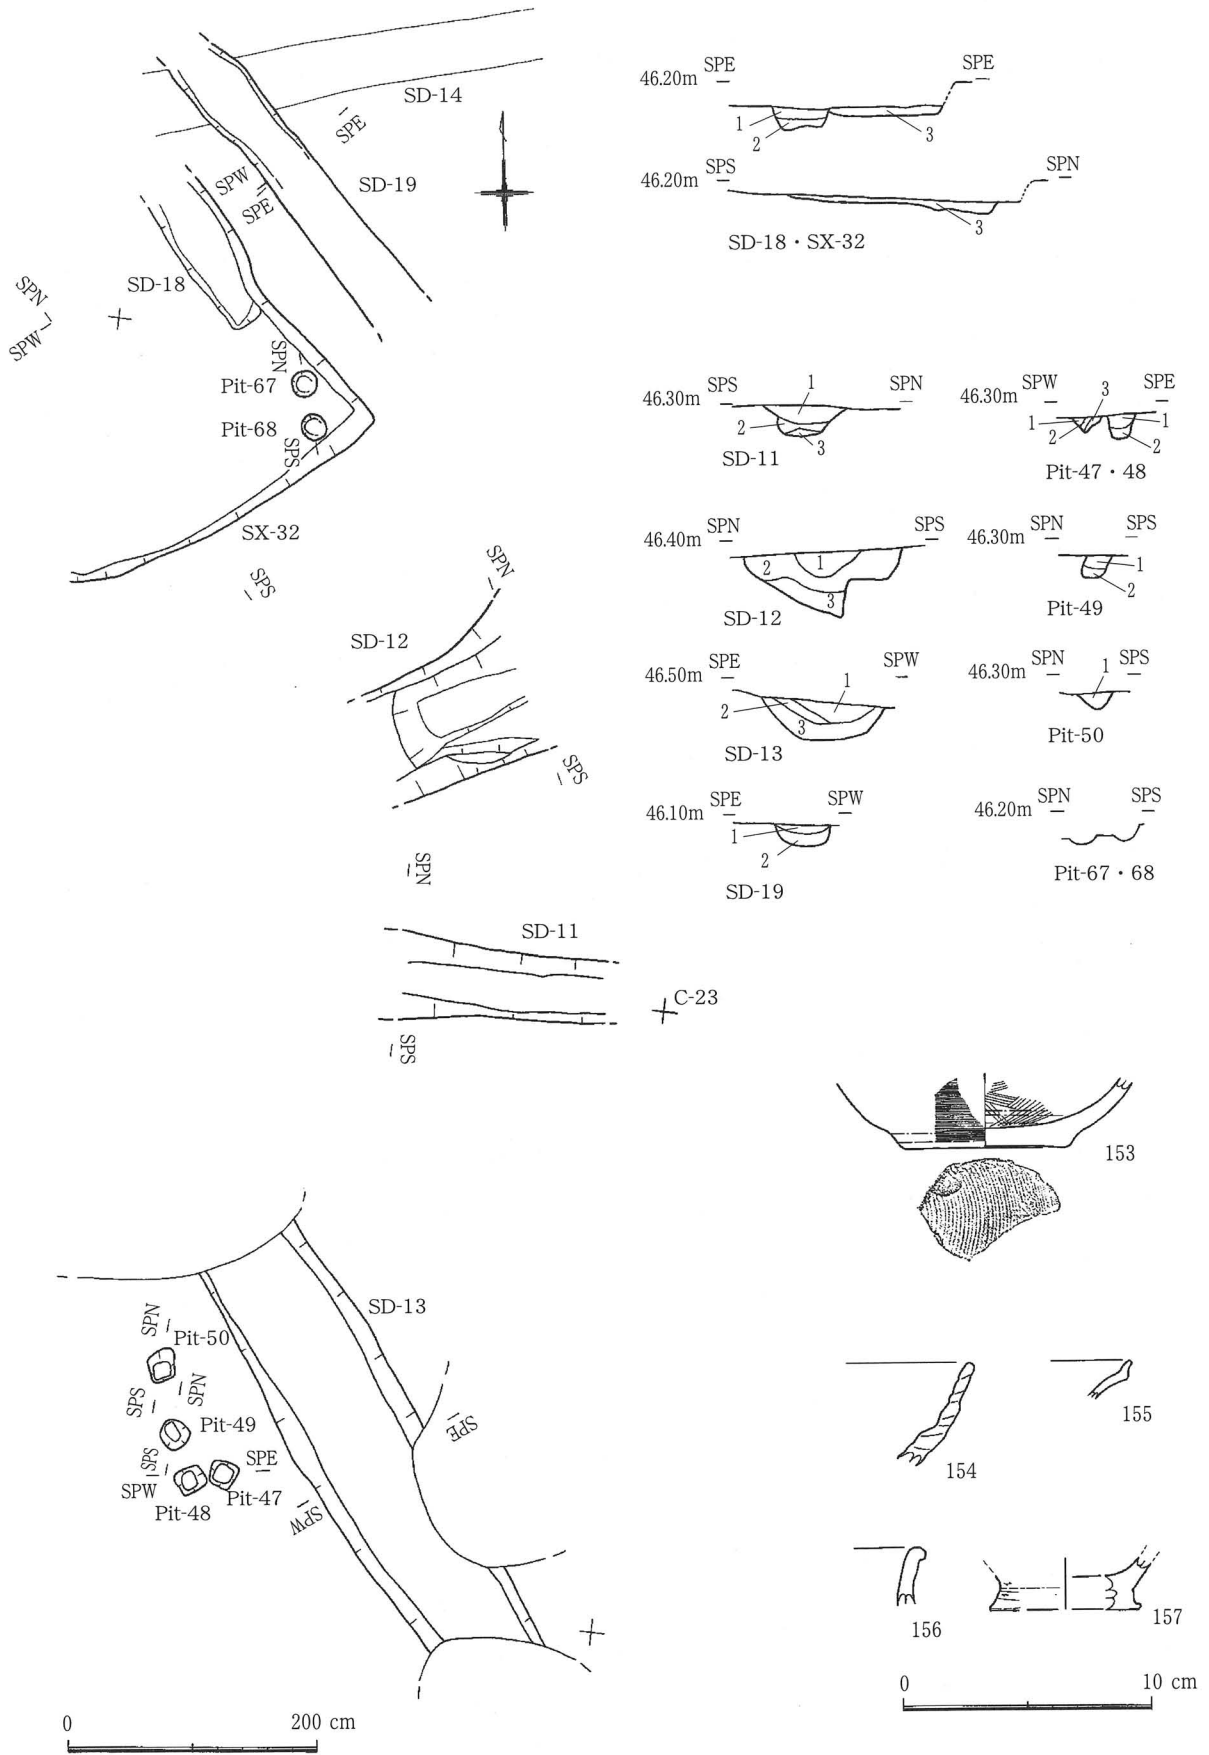 SD-14
SPE
SPW
SPE
SD-19
SD-18
SPN
SPW
SPN
Pit-67
Pit-68
SPS
SX-32
SPS
SPN
SD-12
SPS
SPN
SD-11
C-23
SPS
SD-13
SPN
Pit-50
SPN
SPS
Pit-49
SPS
SPE
SPW
Pit-48
Pit-47
SPW
SPE
0 200 cm
46.20m SPE SPE
1
2
3
46.20m SPS SPN
3
SD-18・SX-32
46.30m SPS 1 SPN
2
3
SD-11
46.30m SPW 3 SPE
1 1
2 2
Pit-47・48
46.40m SPN SPS
2 1
3
SD-12
46.30m SPN SPS
1
2
Pit-49
46.50m SPE SPW
1
2
3
SD-13
46.30m SPN 1 SPS
Pit-50
46.10m SPE SPW
1
2
SD-19
46.20m SPN SPS
Pit-67・68
153
154
155
156
157
0 10 cm